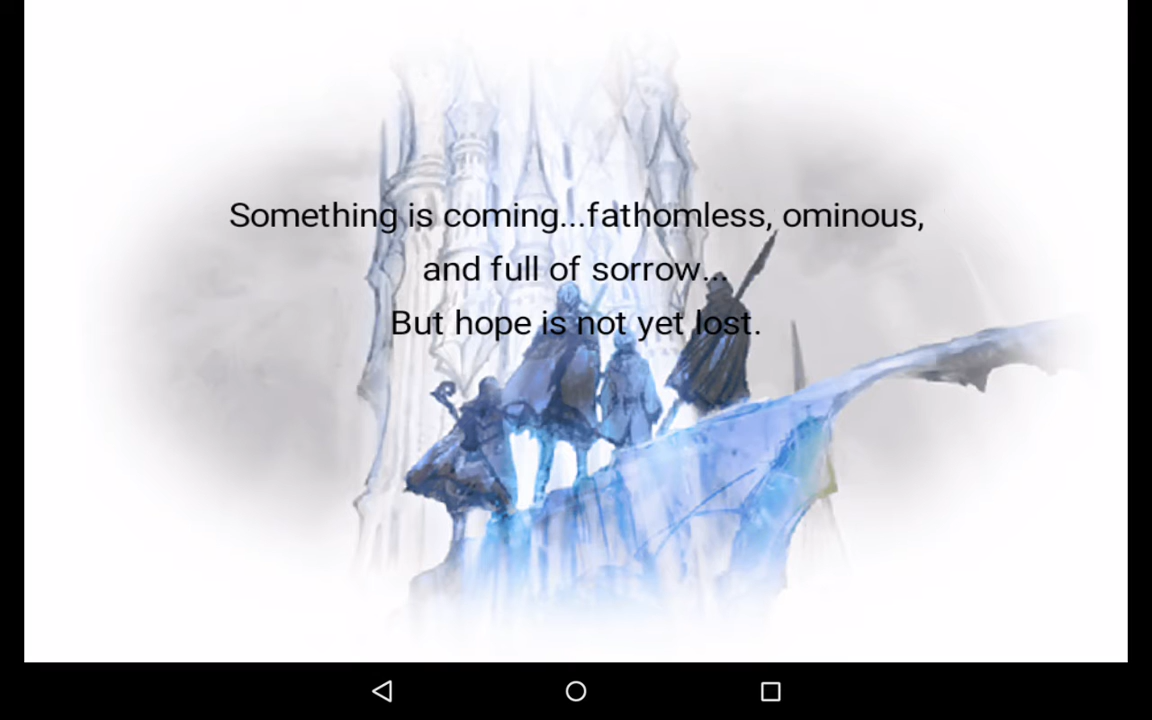 Something is coming...fathomless, ominous,
and full of sorrow...
But hope is not yet lost.